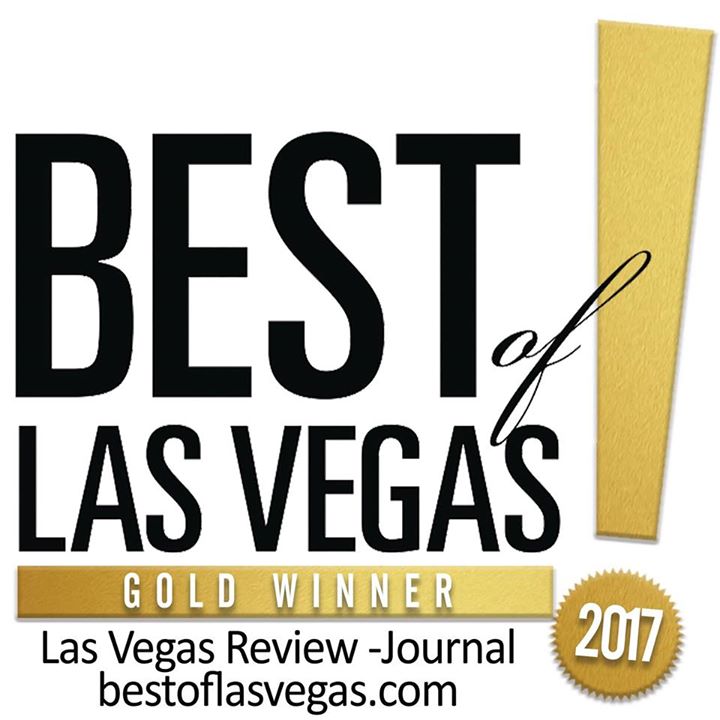 BEST of
LAS VEGAS!
GOLD WINNER
2017
Las Vegas Review -Journal
bestoflasvegas.com